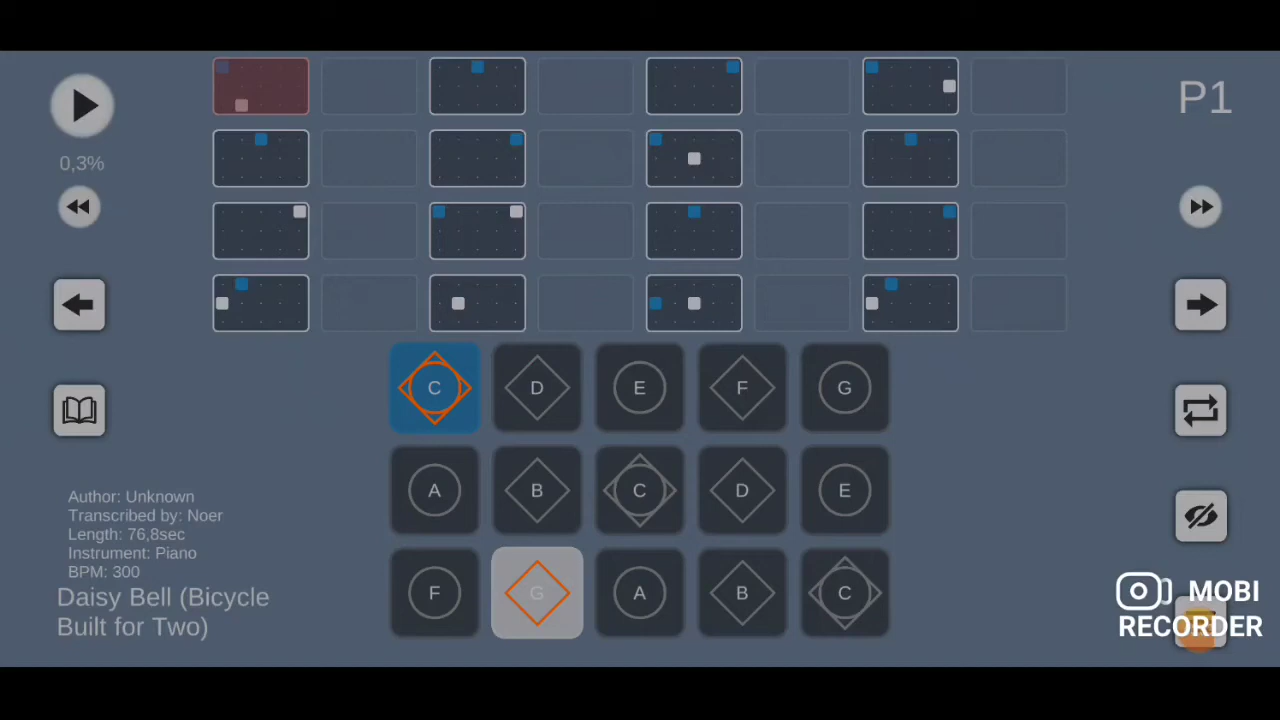 P1
0,3%
C D E F G
A B C D E
F G A B C
Author: Unknown
Transcribed by: Noer
Length: 76,8sec
Instrument: Piano
BPM: 300
Daisy Bell (Bicycle
Built for Two)
MOBI
RECORDER